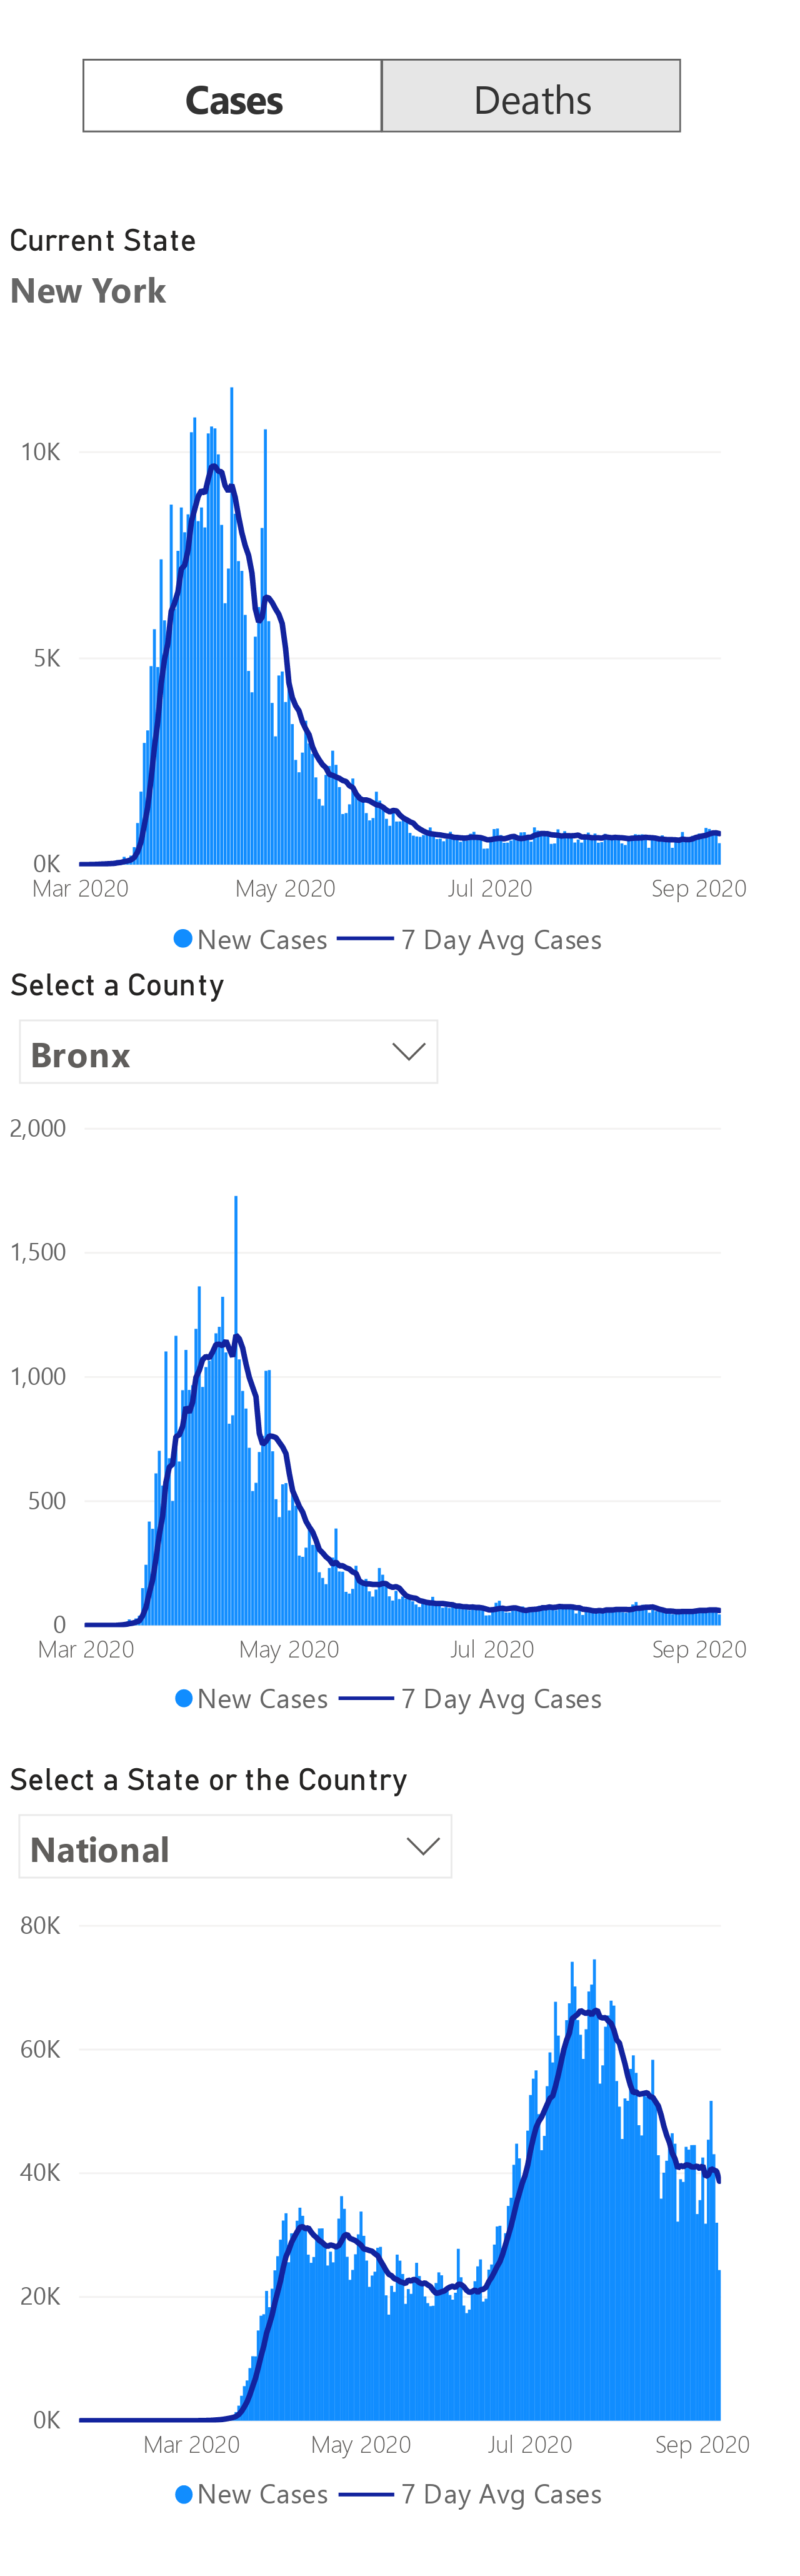 Cases Deaths
Current State
New York
10K
5K
0K
Mar 2020 May 2020 Jul 2020 Sep 2020
New Cases 7 Day Avg Cases
Select a County
Bronx
2,000
1,500
1,000
500
0
Mar 2020 May 2020 Jul 2020 Sep 2020
New Cases 7 Day Avg Cases
Select a State or the Country
National
80K
60K
40K
20K
0K
Mar 2020 May 2020 Jul 2020 Sep 2020
New Cases 7 Day Avg Cases